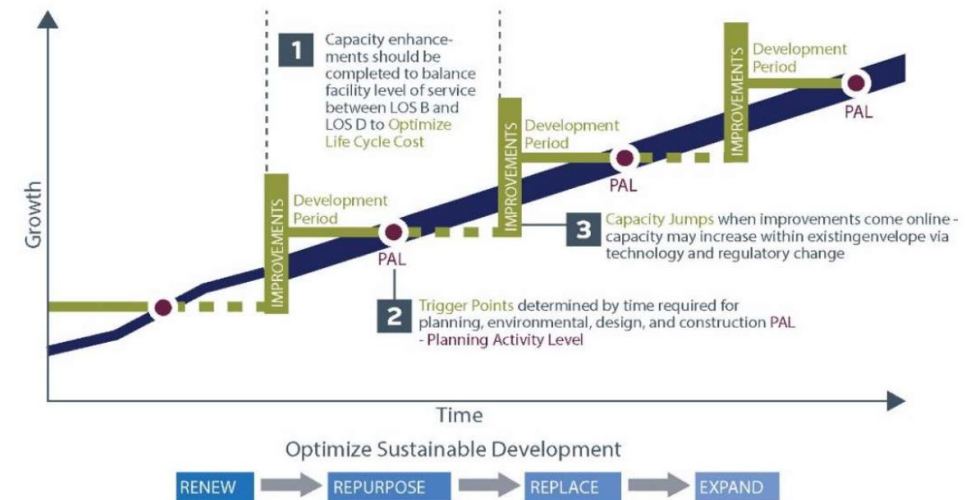 1
Capacity enhance-
ments should be
completed to balance
facility level of service
between LOS B and
LOS D to Optimize
Life Cycle Cost
Growth
IMPROVEMENTS
Development
Period
PAL
IMPROVEMENTS
Development
Period
PAL
IMPROVEMENTS
Development
Period
PAL
2
Trigger Points determined by time required for
planning, environmental, design, and construction PAL
- Planning Activity Level
3
Capacity Jumps when improvements come online -
capacity may increase within existingenvelope via
technology and regulatory change
Time
Optimize Sustainable Development
RENEW
REPURPOSE
REPLACE
EXPAND